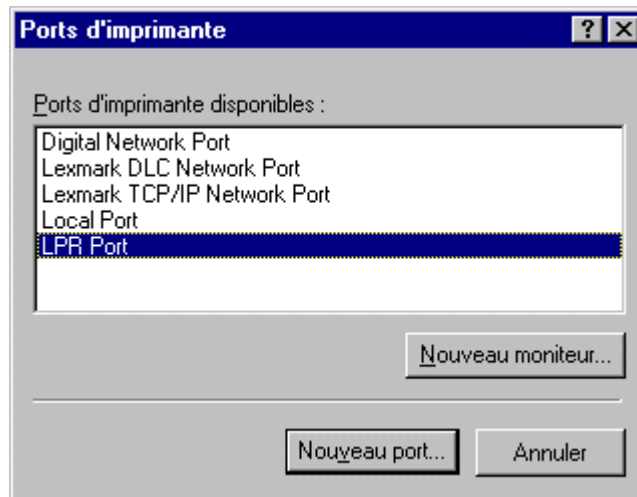 Ports d'imprimante
Ports d'imprimante disponibles :
Digital Network Port
Lexmark DLC Network Port
Lexmark TCP/IP Network Port
Local Port
LPR Port
Nouveau moniteur...
Nouveau port...
Annuler